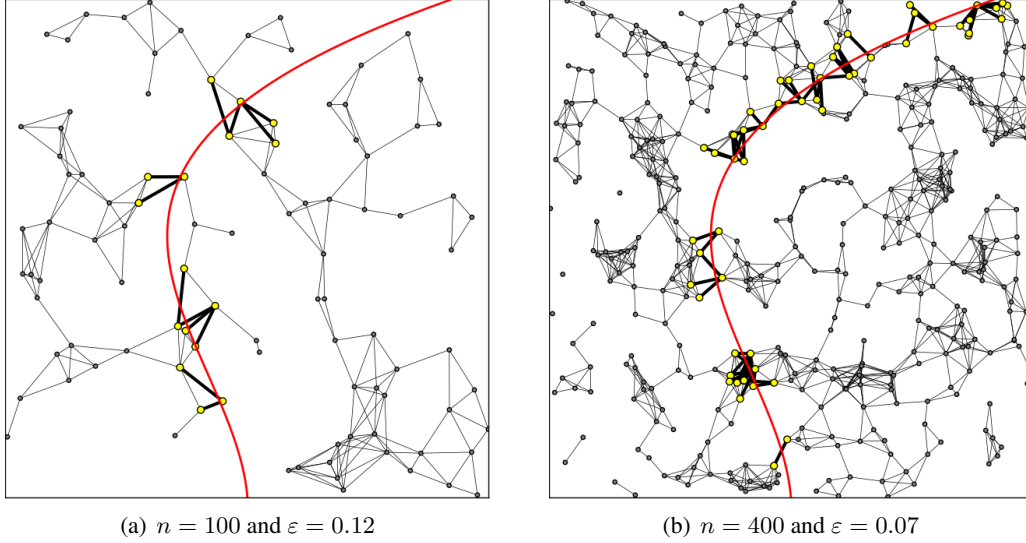 (a) n = 100 and ε = 0.12
(b) n = 400 and ε = 0.07